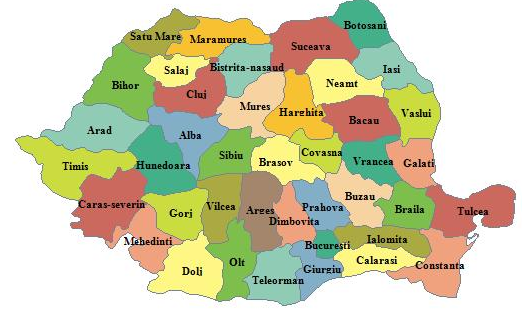 Botosani
Satu Mare
Maramures
Suceava
Salaj
Bistrita-nasaud
Iasi
Bihor
Cluj
Neamt
Mures
Harghita
Vaslui
Bacau
Arad
Alba
Sibiu
Covasna
Vrancea
Galati
Timis
Hunedoara
Brasov
Buzau
Caras-severin
Gorj
Vilcea
Arges
Prahova
Braila
Tulcea
Dimbovita
Mehedinti
Bucuresti
Ialomita
Dolj
Olt
Teleorman
Giurgiu
Calarasi
Constanta